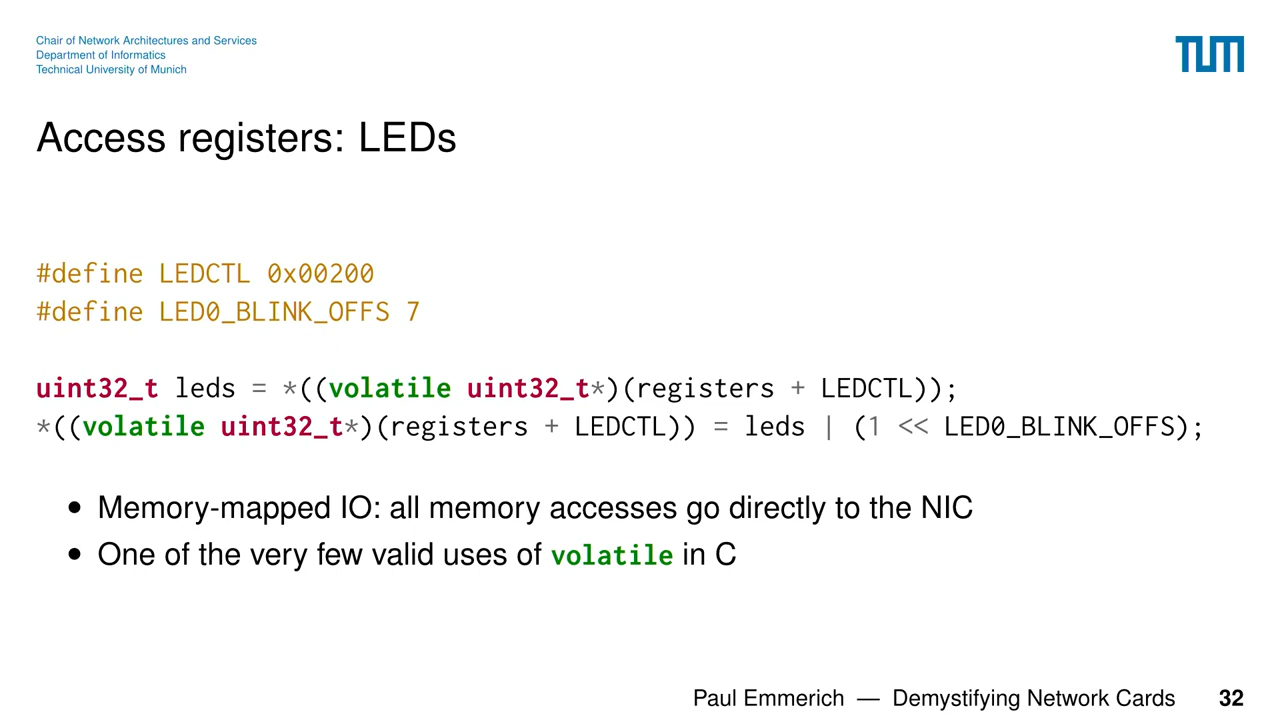 Chair of Network Architectures and Services
Department of Informatics
Technical University of Munich
TUM
Access registers: LEDs
#define LEDCTL 0x00200
#define LED0_BLINK_OFFS 7
uint32_t leds = *((volatile uint32_t*)(registers + LEDCTL));
*((volatile uint32_t*)(registers + LEDCTL)) = leds | (1 << LED0_BLINK_OFFS);
• Memory-mapped IO: all memory accesses go directly to the NIC
• One of the very few valid uses of volatile in C
Paul Emmerich — Demystifying Network Cards 32